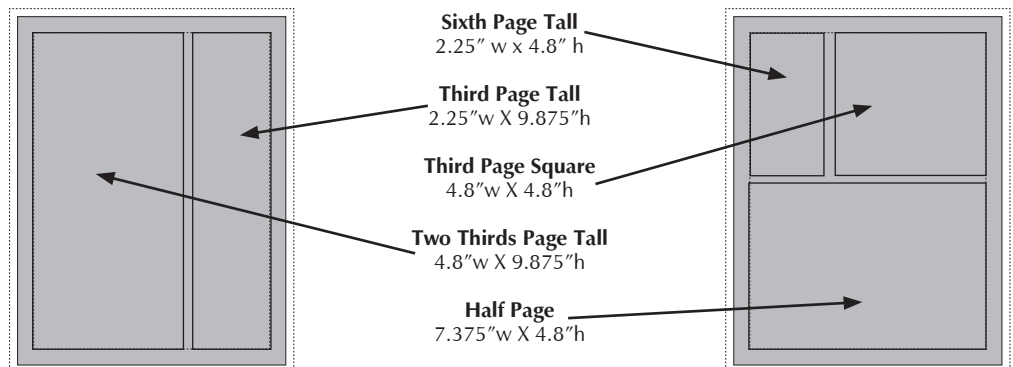 Sixth Page Tall
2.25" w x 4.8" h
Third Page Tall
2.25"w X 9.875"h
Third Page Square
4.8"w X 4.8"h
Two Thirds Page Tall
4.8"w X 9.875"h
Half Page
7.375"w X 4.8"h